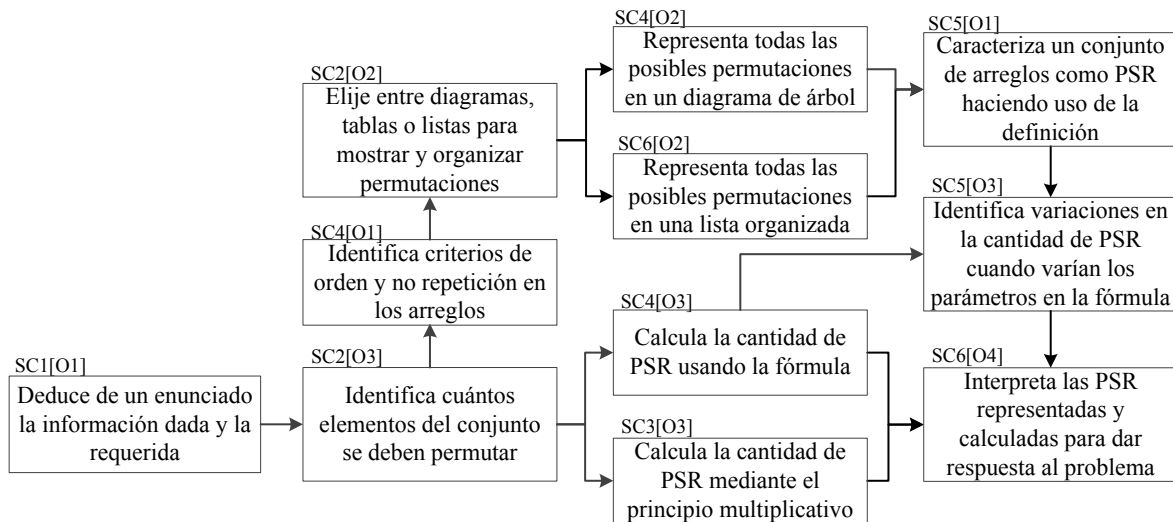 SC1[O1]
Deduce de un enunciado
la información dada y la
requerida
SC2[O3]
Identifica cuántos
elementos del conjunto
se deben permutar
SC4[O1]
Identifica criterios de
orden y no repetición en
los arreglos
SC2[O2]
Elije entre diagramas,
tablas o listas para
mostrar y organizar
permutaciones
SC4[O2]
Representa todas las
posibles permutaciones
en un diagrama de árbol
SC6[O2]
Representa todas las
posibles permutaciones
en una lista organizada
SC4[O3]
Calcula la cantidad de
PSR usando la fórmula
SC3[O3]
Calcula la cantidad de
PSR mediante el
principio multiplicativo
SC5[O1]
Caracteriza un conjunto
de arreglos como PSR
haciendo uso de la
definición
SC5[O3]
Identifica variaciones en
la cantidad de PSR
cuando varían los
parámetros en la fórmula
SC6[O4]
Interpreta las PSR
representadas y
calculadas para dar
respuesta al problema